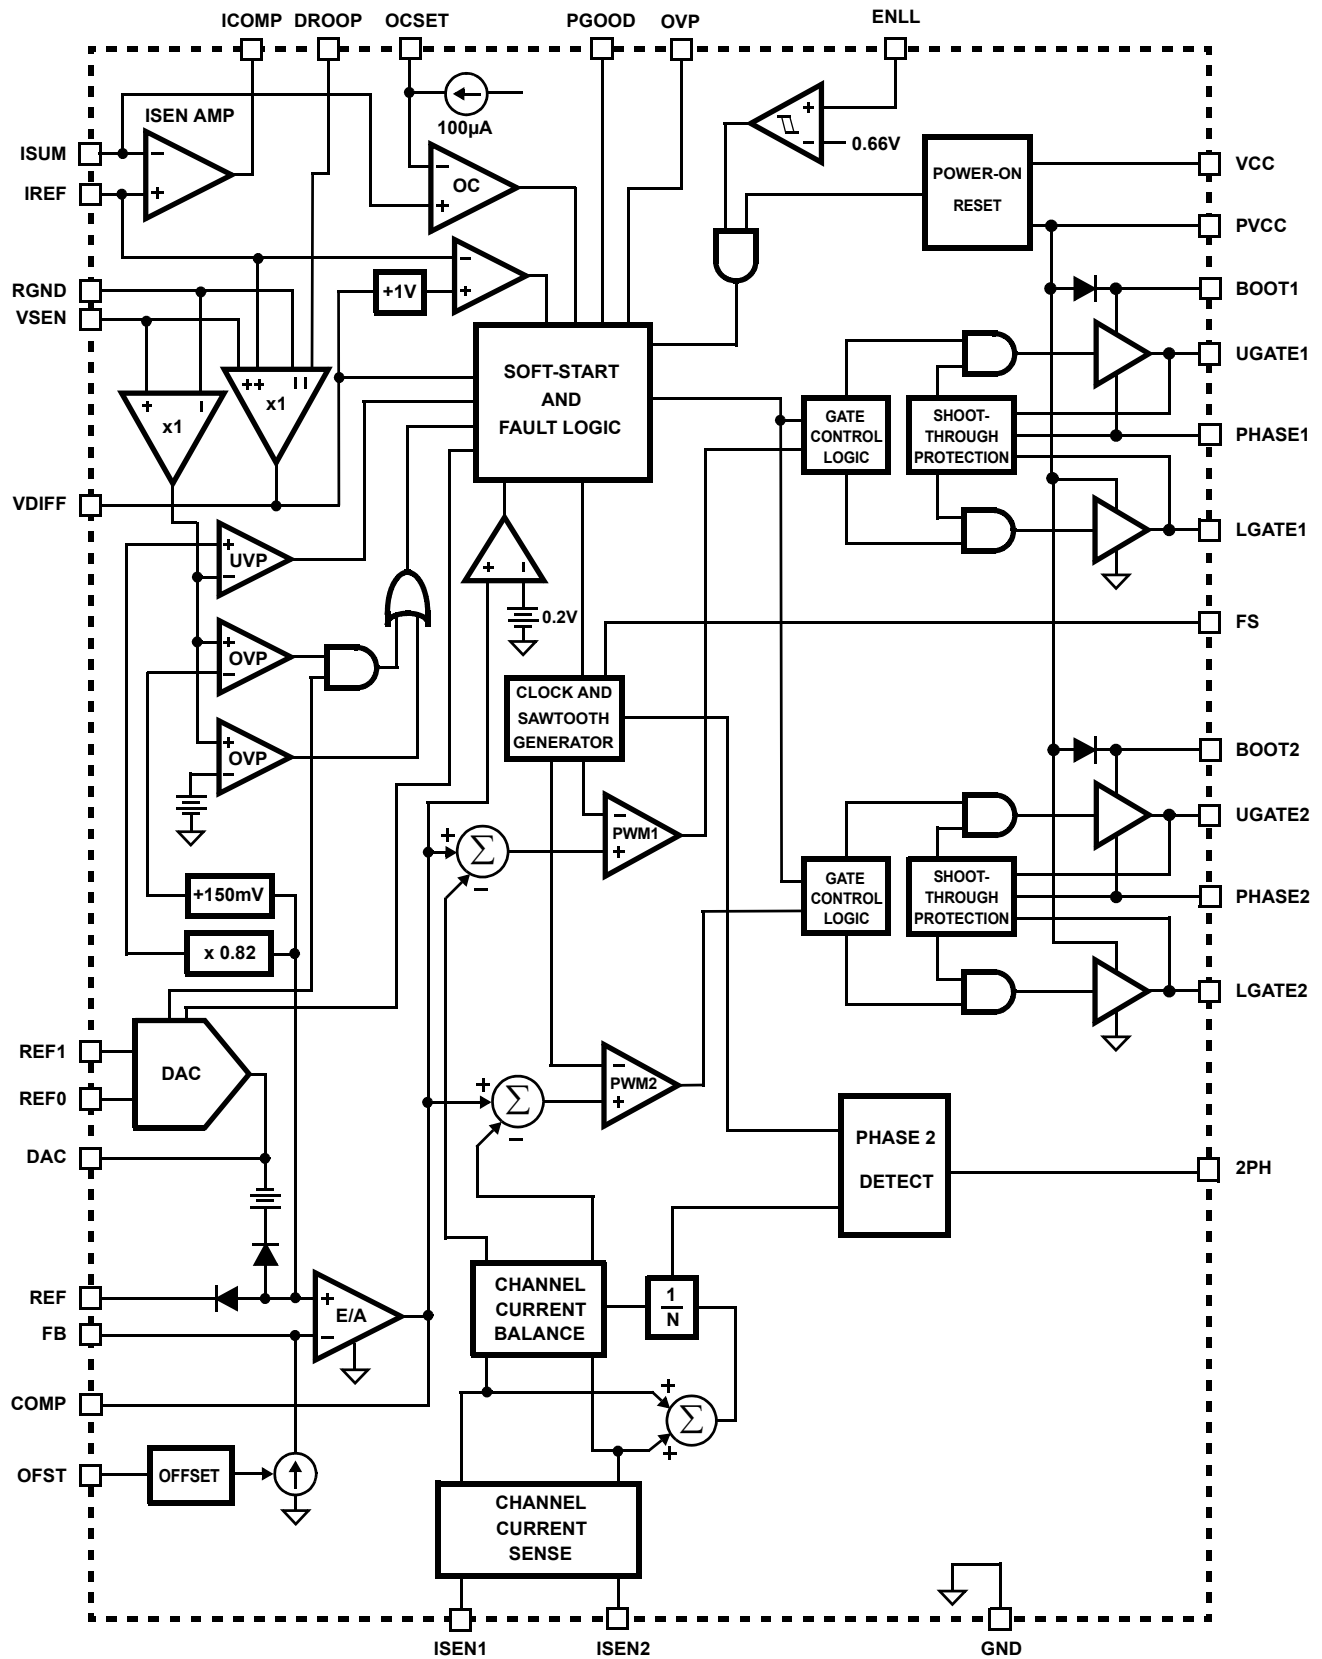 ICOMP DROOP OCSET PGOOD OVP ENLL
ISEN AMP
100µA
+
−
0.66V
ISUM
−
IREF
+
−
OC
+
POWER-ON
RESET
VCC
PVCC
RGND
VSEN
+1V
−
+
BOOT1
UGATE1
SOFT-START
AND
FAULT LOGIC
+ −
x1
++ −−
x1
GATE
CONTROL
LOGIC
SHOOT-
THROUGH
PROTECTION
PHASE1
VDIFF
LGATE1
+
UVP
−
+ −
0.2V
FS
+
OVP
−
CLOCK AND
SAWTOOTH
GENERATOR
+
OVP
−
BOOT2
−
PWM1
+
UGATE2
+
Σ
−
+150mV
x 0.82
GATE
CONTROL
LOGIC
SHOOT-
THROUGH
PROTECTION
PHASE2
LGATE2
REF1
REF0
DAC
−
PWM2
+
+
Σ
−
DAC
PHASE 2
DETECT
2PH
REF
FB
+
E/A
−
CHANNEL
CURRENT
BALANCE
1
N
COMP
+
Σ
+
OFST
OFFSET
CHANNEL
CURRENT
SENSE
ISEN1
ISEN2
GND